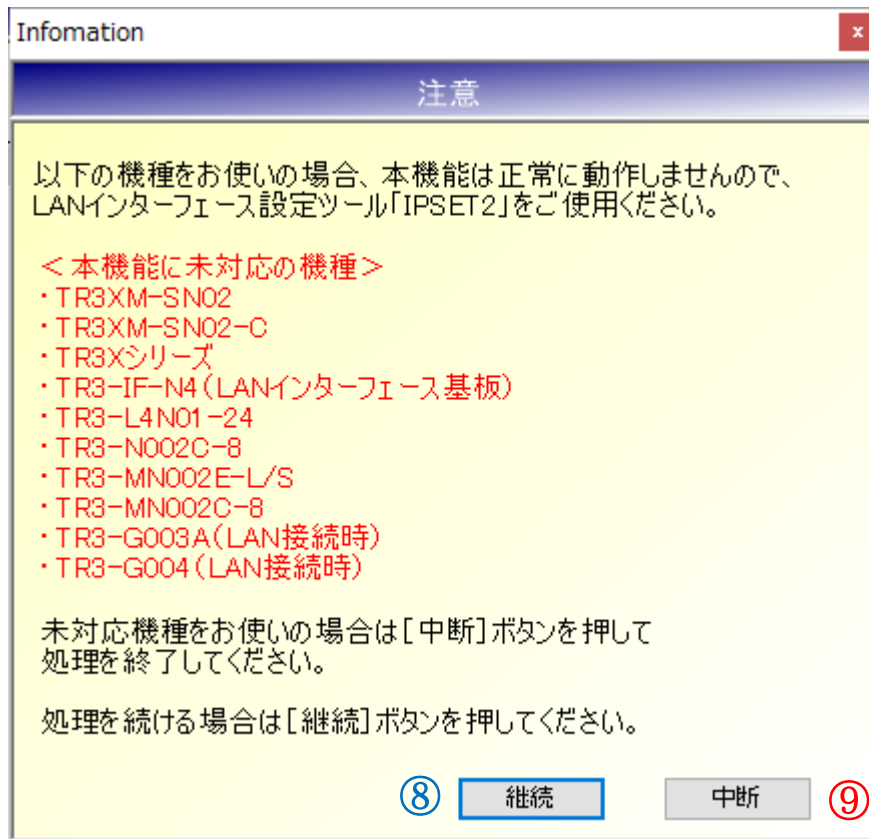 Infomation
x
注意
以下の機種をお使いの場合、本機能は正常に動作しませんので、
LANインターフェース設定ツール「IPSET2」をご使用ください。
＜本機能に未対応の機種＞
・TR3XM-SN02
・TR3XM-SN02-C
・TR3Xシリーズ
・TR3-IF-N4（LANインターフェース基板）
・TR3-L4N01-24
・TR3-N002C-8
・TR3-MN002E-L/S
・TR3-MN002C-8
・TR3-G003A（LAN接続時）
・TR3-G004（LAN接続時）
未対応機種をお使いの場合は[中断]ボタンを押して
処理を終了してください。
処理を続ける場合は[継続]ボタンを押してください。
⑧ 継続 中断 ⑨